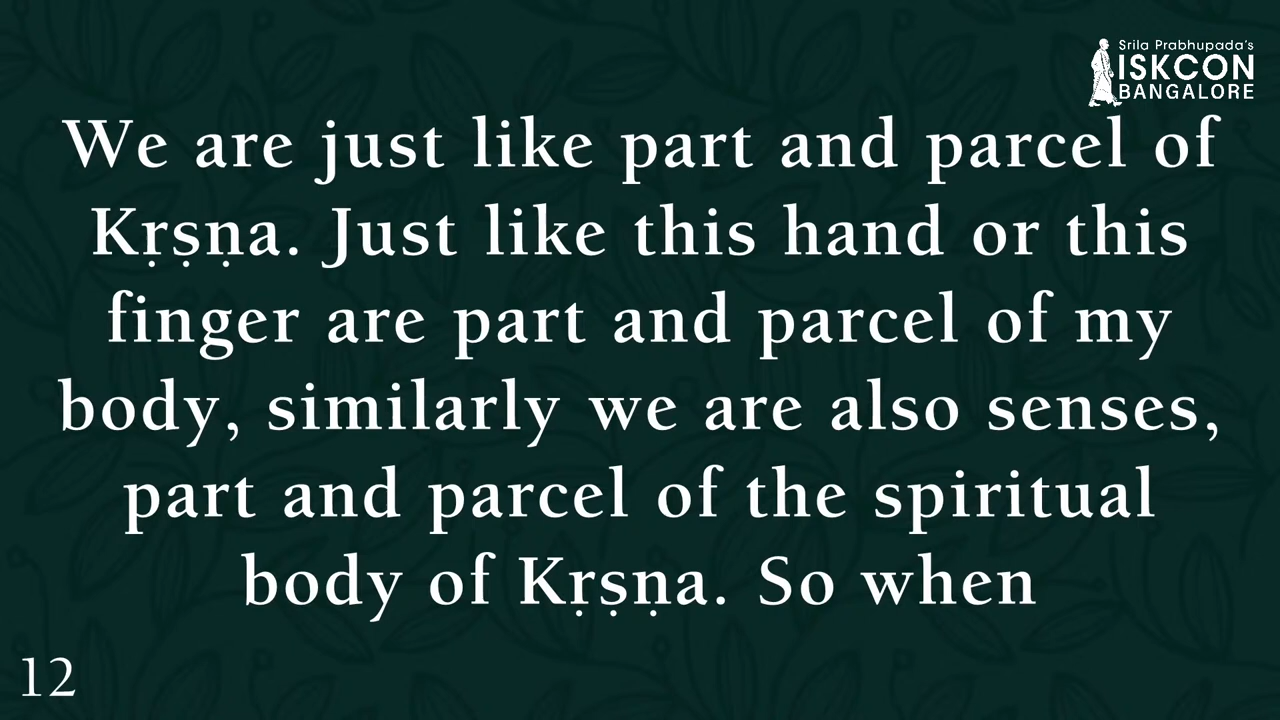 Srila Prabhupada's
ISKCON
BANGALORE
We are just like part and parcel of
Kṛṣṇa. Just like this hand or this
finger are part and parcel of my
body, similarly we are also senses,
part and parcel of the spiritual
body of Kṛṣṇa. So when
12